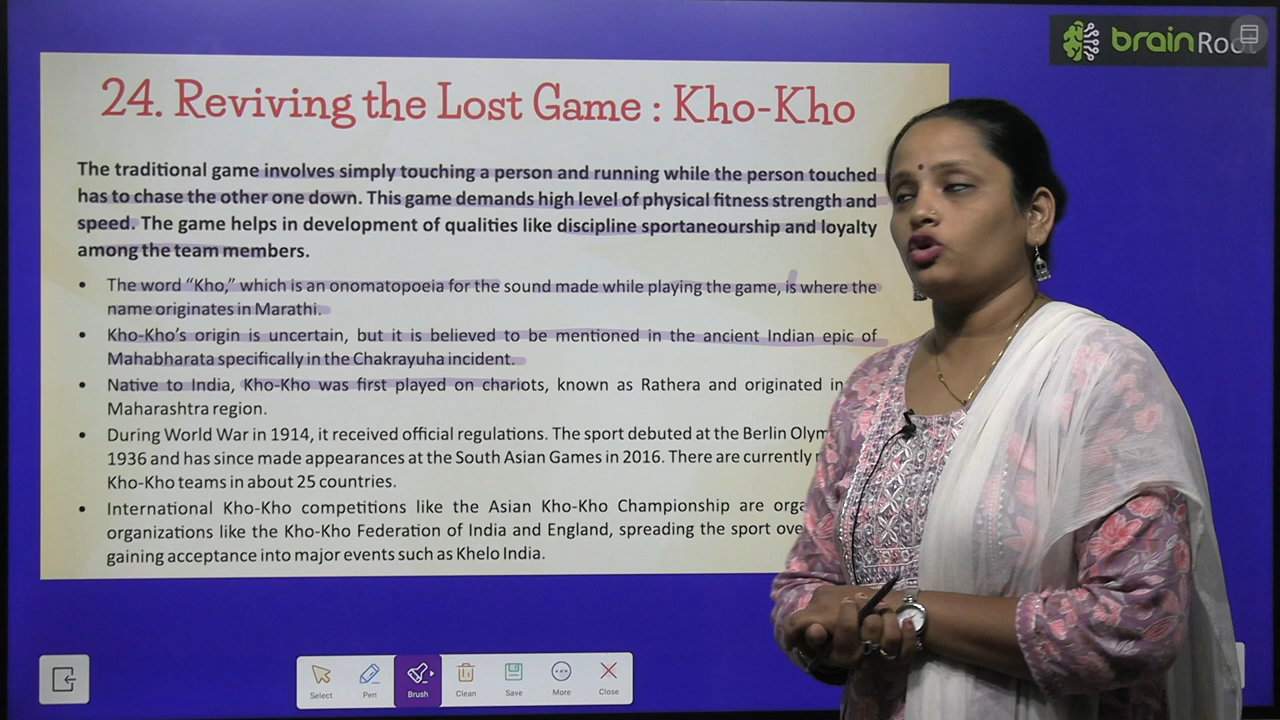 brainRoot
24. Reviving the Lost Game : Kho-Kho
The traditional game involves simply touching a person and running while the person touched
has to chase the other one down. This game demands high level of physical fitness strength and
speed. The game helps in development of qualities like discipline sportaneourship and loyalty
among the team members.
• The word “Kho,” which is an onomatopoeia for the sound made while playing the game, is where the
name originates in Marathi.
• Kho-Kho's origin is uncertain, but it is believed to be mentioned in the ancient Indian epic of
Mahabharata specifically in the Chakrayuha incident.
• Native to India, Kho-Kho was first played on chariots, known as Rathera and originated in
Maharashtra region.
• During World War in 1914, it received official regulations. The sport debuted at the Berlin
1936 and has since made appearances at the South Asian Games in 2016. There are currently
Kho-Kho teams in about 25 countries.
• International Kho-Kho competitions like the Asian Kho-Kho Championship are
organizations like the Kho-Kho Federation of India and England, spreading the sport
gaining acceptance into major events such as Khelo India.
Select Pen Brush Clean Save More Close